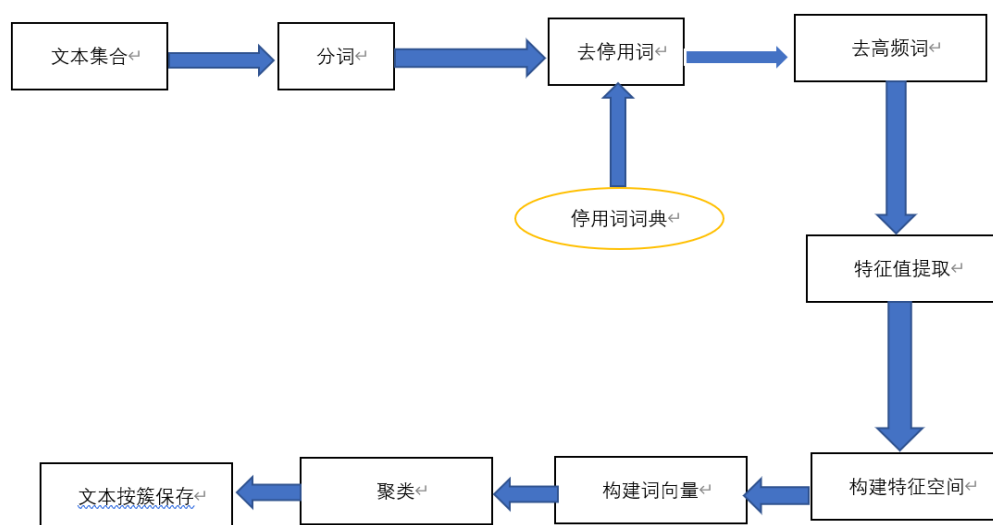 文本集合
分词
去停用词
去高频词
停用词词典
特征值提取
构建特征空间
构建词向量
聚类
文本按簇保存